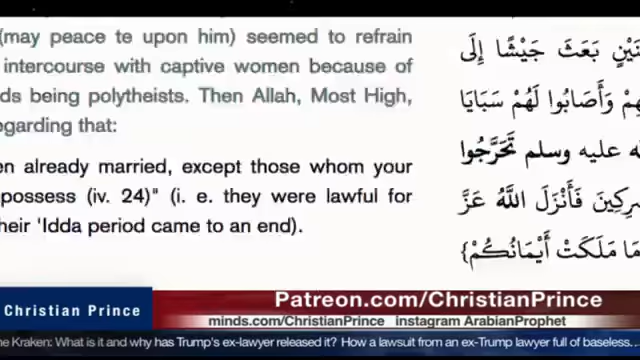 (may peace te upon him) seemed to refrain
intercourse with captive women because of
ds being polytheists. Then Allah, Most High,
egarding that:
en already married, except those whom your
possess (iv. 24)" (i. e. they were lawful for
heir 'Idda period came to an end).
نَيْنٍ بَعَثَ جَيْشًا إِلَى
هِمْ وَأَصَابُوا لَهُمْ سَبَايَا
له عليه وسلم تَحَرَّجُوا
شْرِكِينَ فَأَنْزَلَ اللَّهُ عَزَّ
مَا مَلَكَتْ أَيْمَانُكُمْ}
Christian Prince
Patreon.com/ChristianPrince
minds.com/ChristianPrince instagram ArabianProphet
he Kraken: What is it and why has Trump's ex-lawyer released it? How a lawsuit from an ex-Trump lawyer full of baseless...